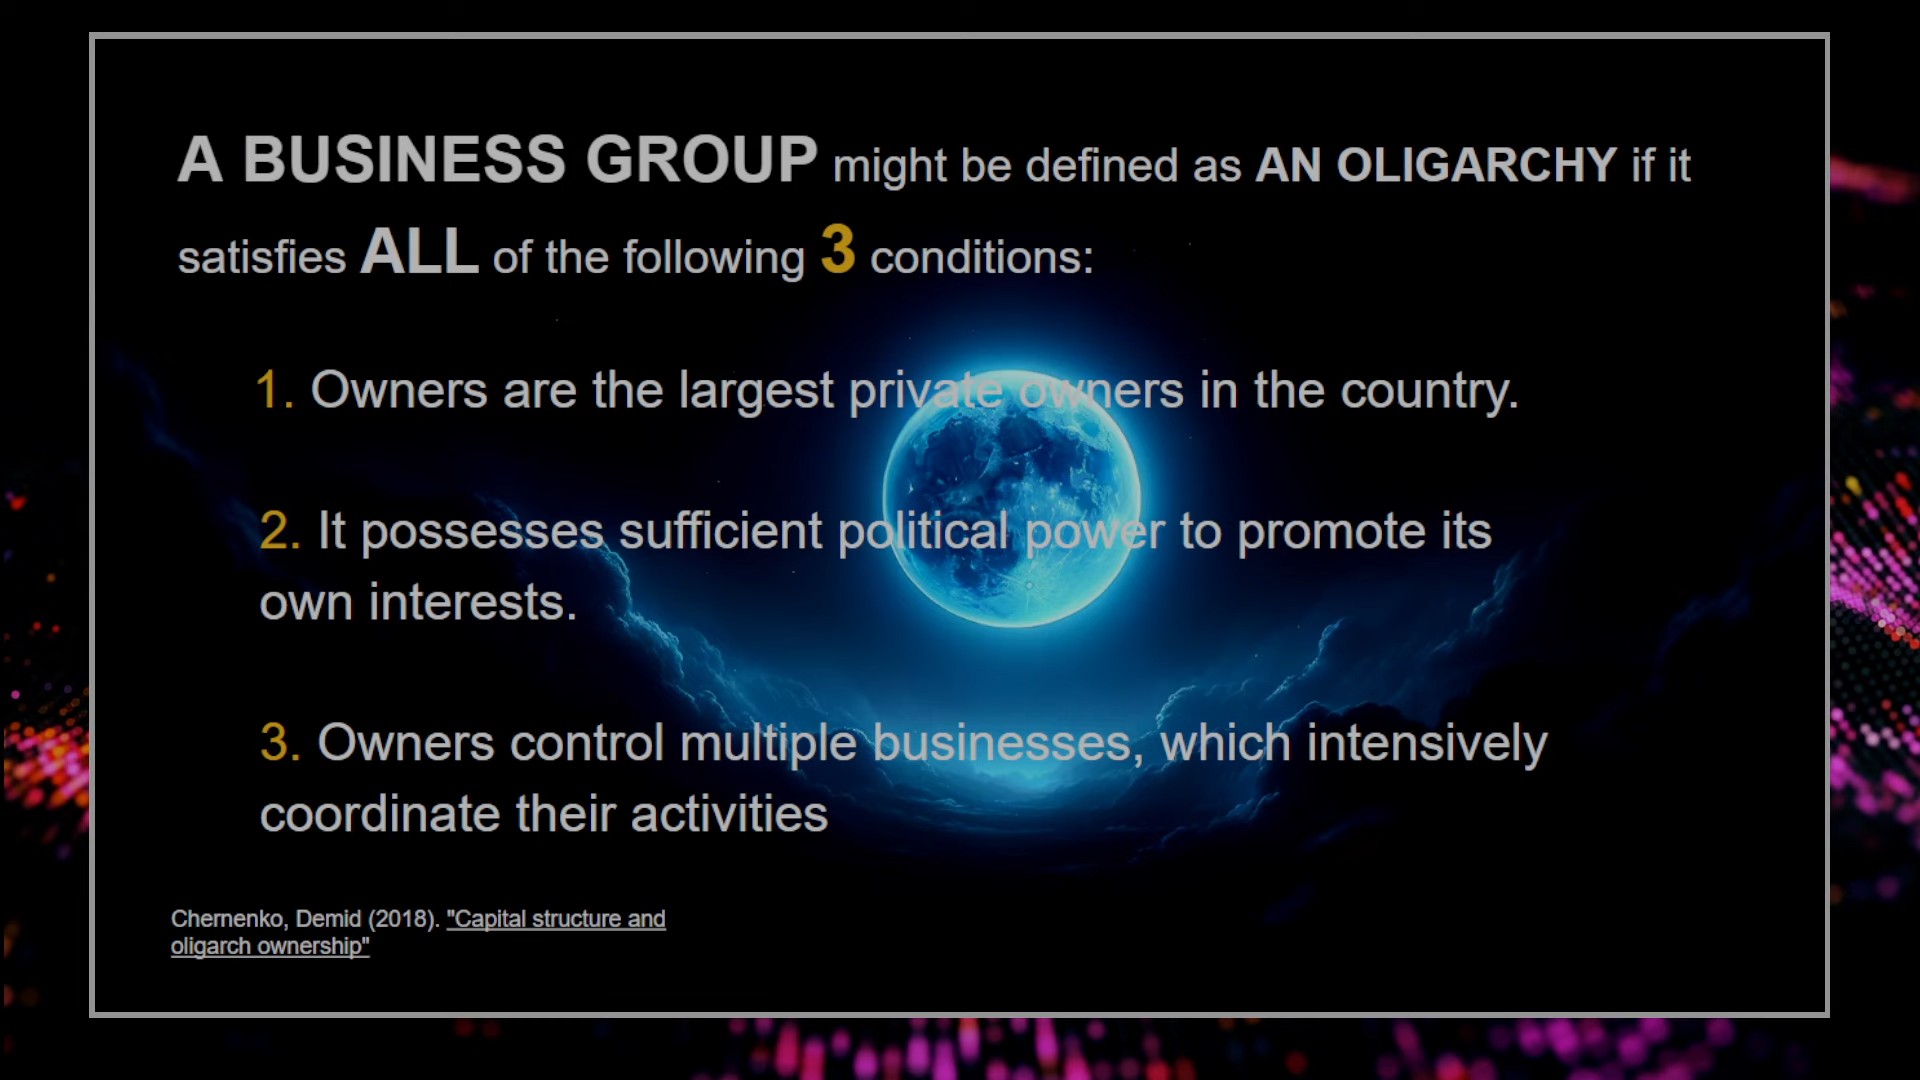 A BUSINESS GROUP might be defined as AN OLIGARCHY if it
satisfies ALL of the following 3 conditions:
1. Owners are the largest private owners in the country.
2. It possesses sufficient political power to promote its
own interests.
3. Owners control multiple businesses, which intensively
coordinate their activities
Chernenko, Demid (2018). "Capital structure and
oligarch ownership"